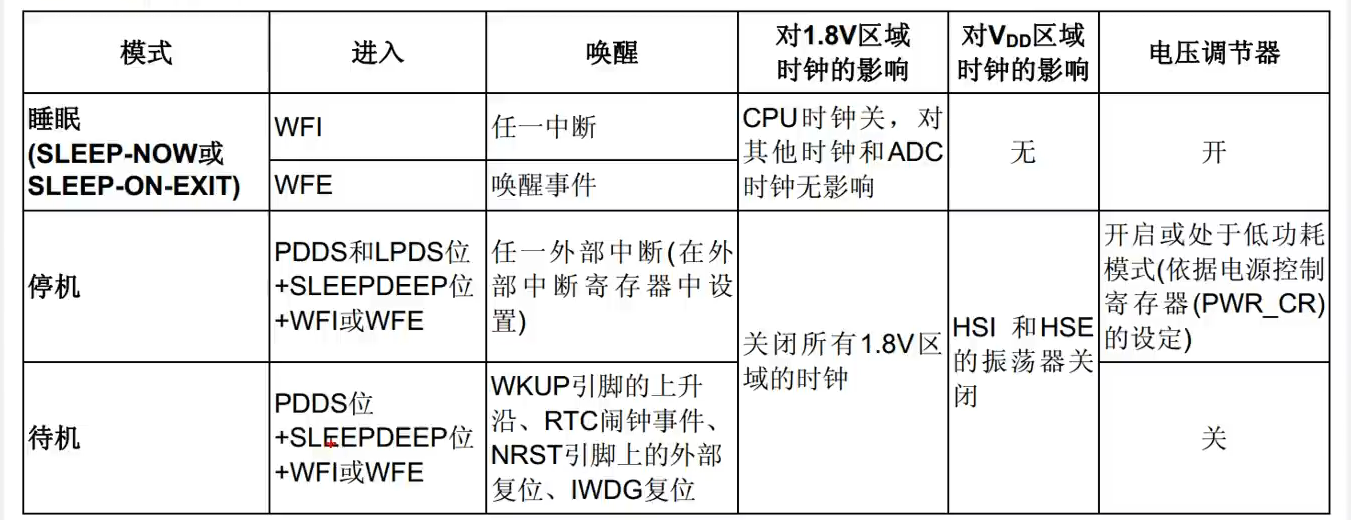 模式
进入
唤醒
对1.8V区域
时钟的影响
对VDD区域
时钟的影响
电压调节器
睡眠
(SLEEP-NOW或
SLEEP-ON-EXIT)
WFI
任一中断
WFE
唤醒事件
CPU时钟关，对
其他时钟和ADC
时钟无影响
无
开
停机
PDDS和LPDS位
+SLEEPDEEP位
+WFI或WFE
任一外部中断(在外
部中断寄存器中设
置)
关闭所有1.8V区
域的时钟
HSI 和HSE
的振荡器关
闭
开启或处于低功耗
模式(依据电源控制
寄存器(PWR_CR)
的设定)
待机
PDDS位
+SLEEPDEEP位
+WFI或WFE
WKUP引脚的上升
沿、RTC闹钟事件、
NRST引脚上的外部
复位、IWDG复位
关